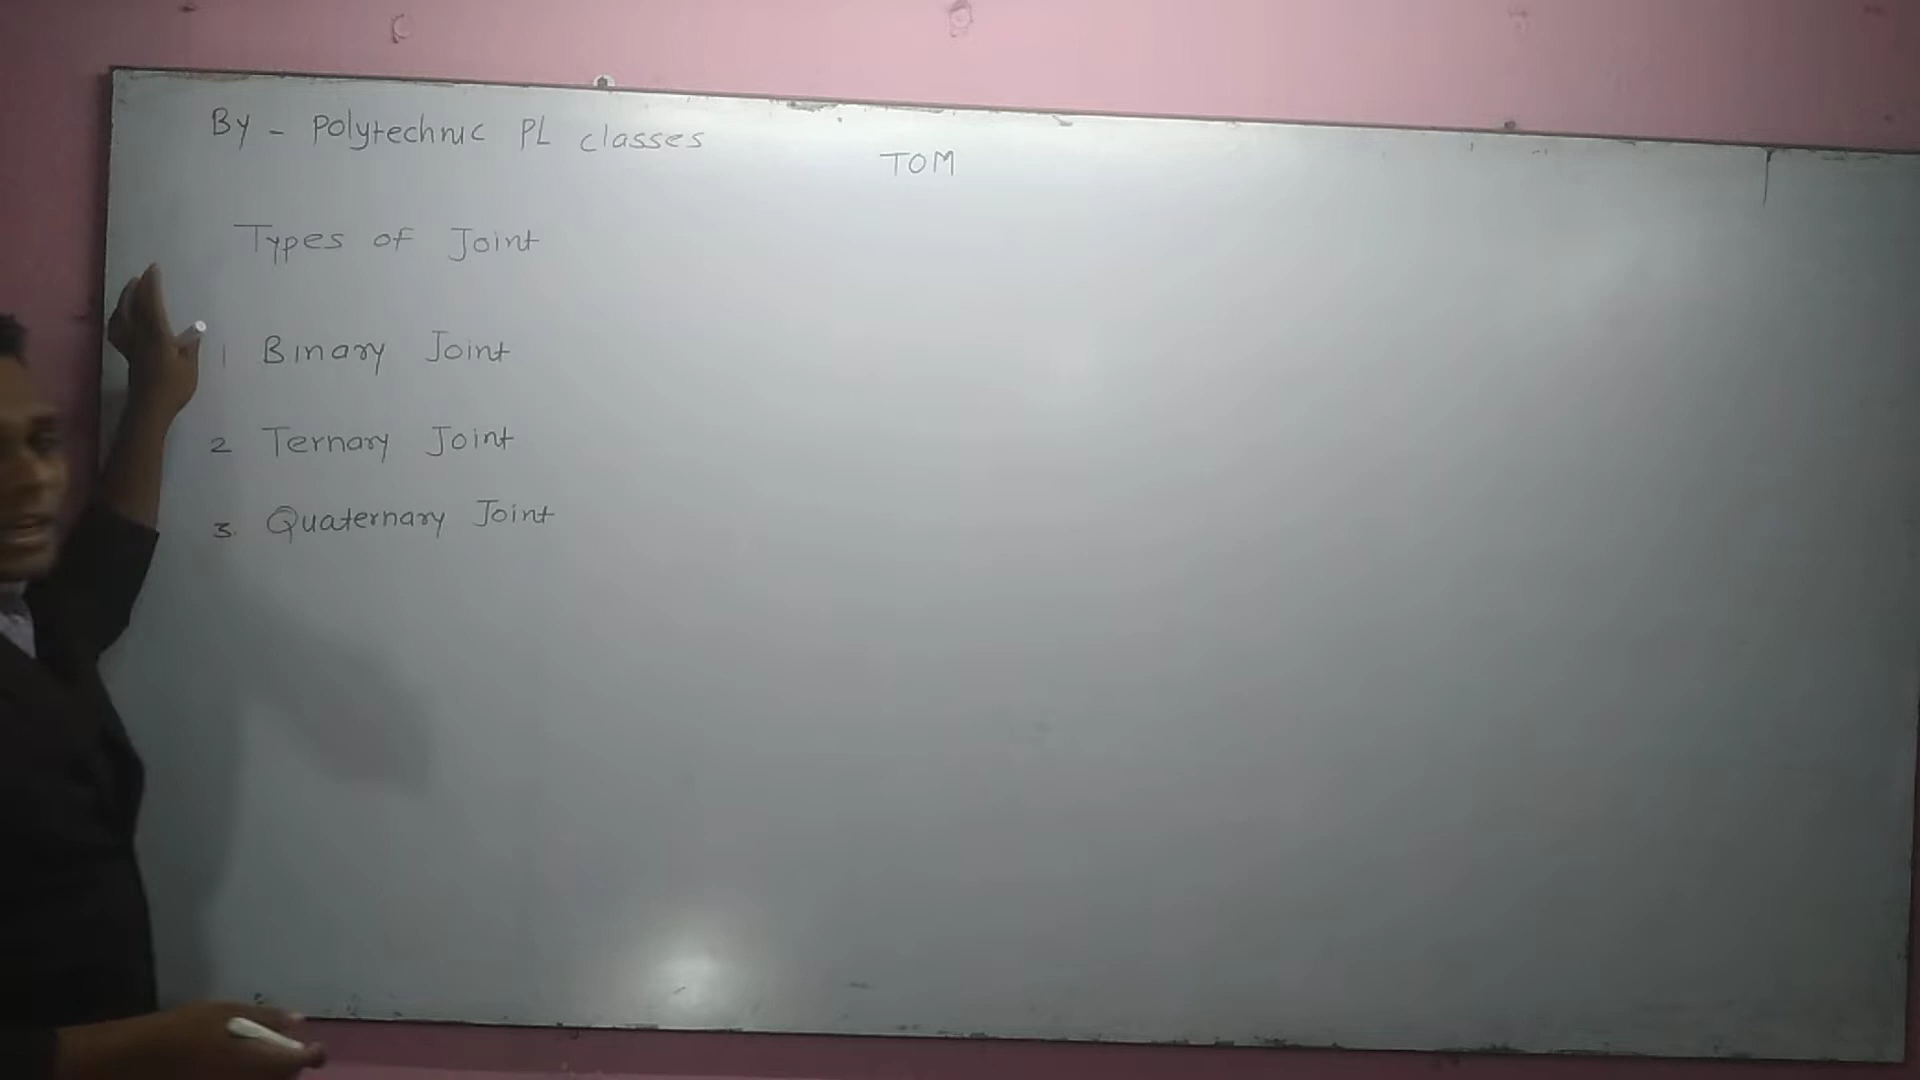 By - Polytechnic PL classes
TOM
Types of Joint
1 Binary Joint
2 Ternary Joint
3. Quaternary Joint